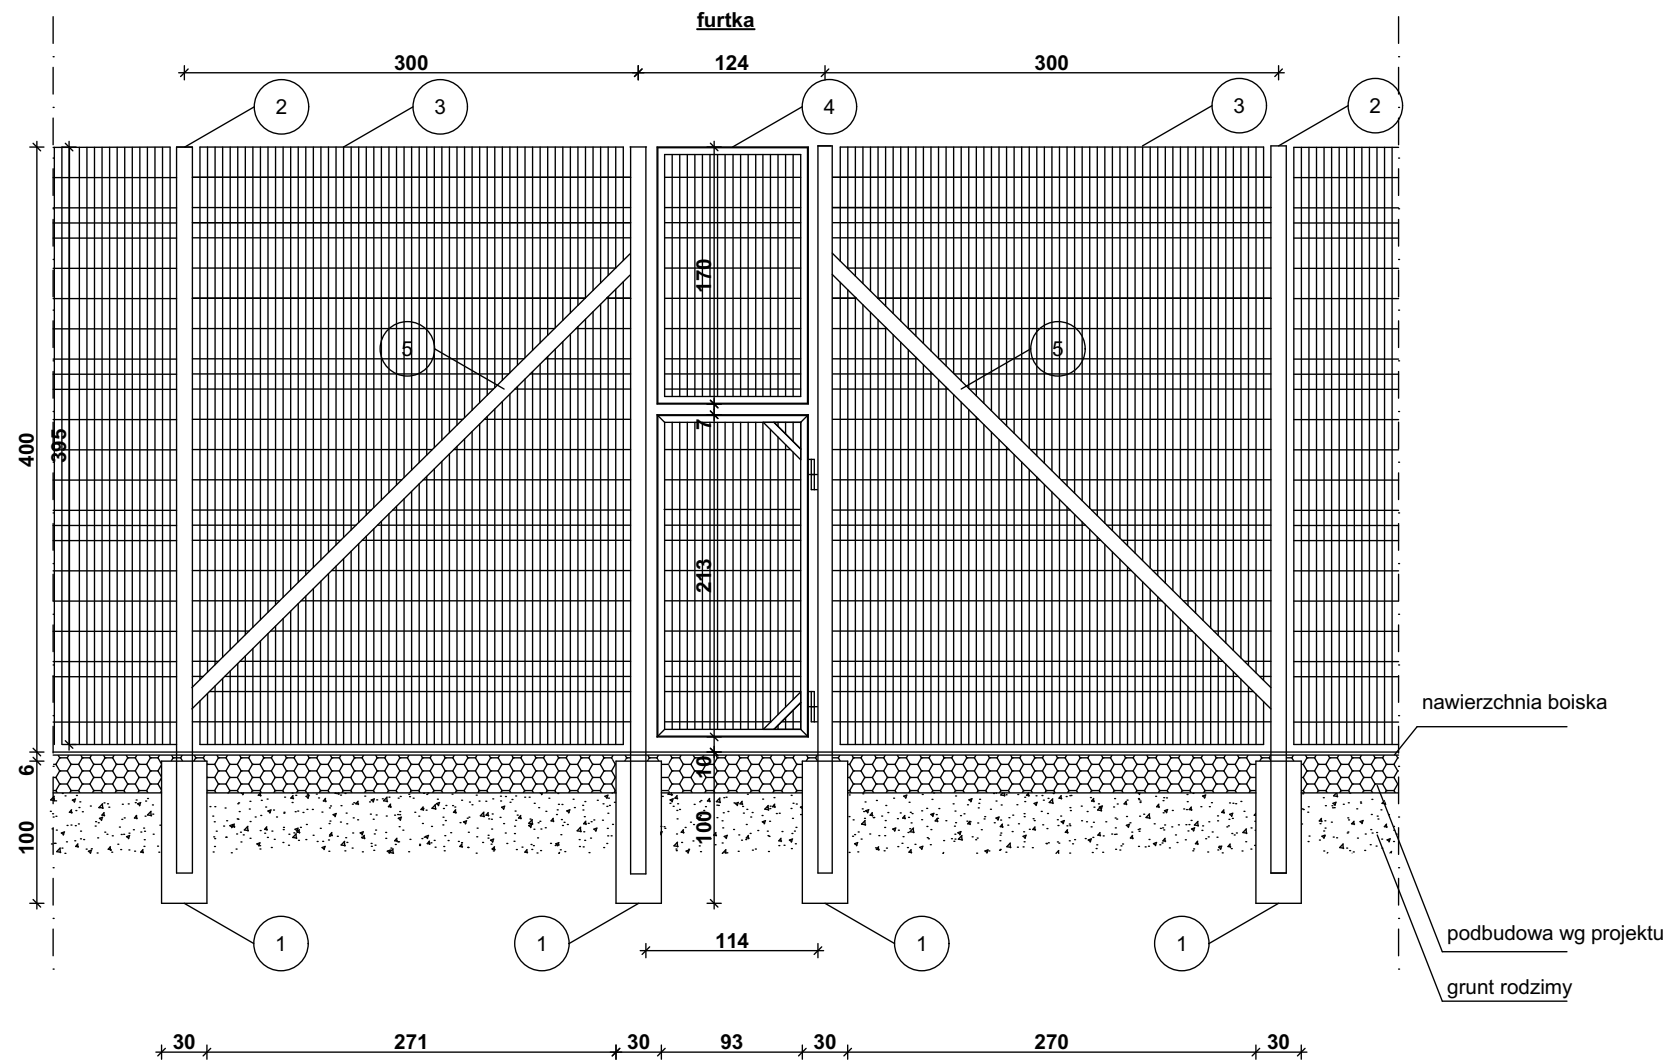 furtka
300 124 300
2 3 4 3 2
170
5 5
400
395
7
213
nawierzchnia boiska
6
10
100
100
podbudowa wg projektu
1 1 1 1
114
grunt rodzimy
30 271 30 93 30 270 30